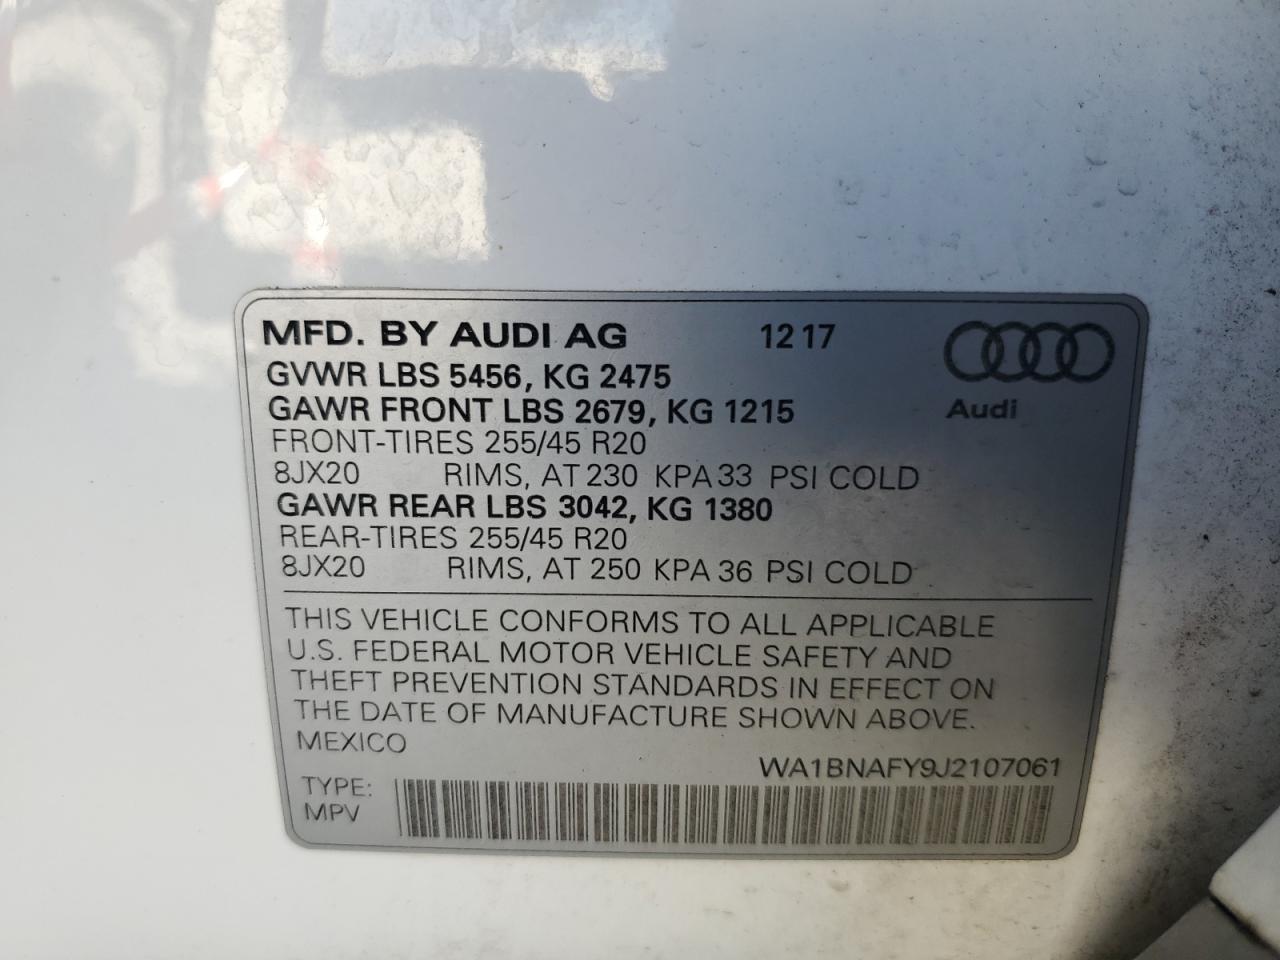 MFD. BY AUDI AG 12 17
GVWR LBS 5456, KG 2475
GAWR FRONT LBS 2679, KG 1215
Audi
FRONT-TIRES 255/45 R20
8JX20 RIMS, AT 230 KPA 33 PSI COLD
GAWR REAR LBS 3042, KG 1380
REAR-TIRES 255/45 R20
8JX20 RIMS, AT 250 KPA 36 PSI COLD
THIS VEHICLE CONFORMS TO ALL APPLICABLE
U.S. FEDERAL MOTOR VEHICLE SAFETY AND
THEFT PREVENTION STANDARDS IN EFFECT ON
THE DATE OF MANUFACTURE SHOWN ABOVE.
MEXICO
WA1BNAFY9J2107061
TYPE:
MPV